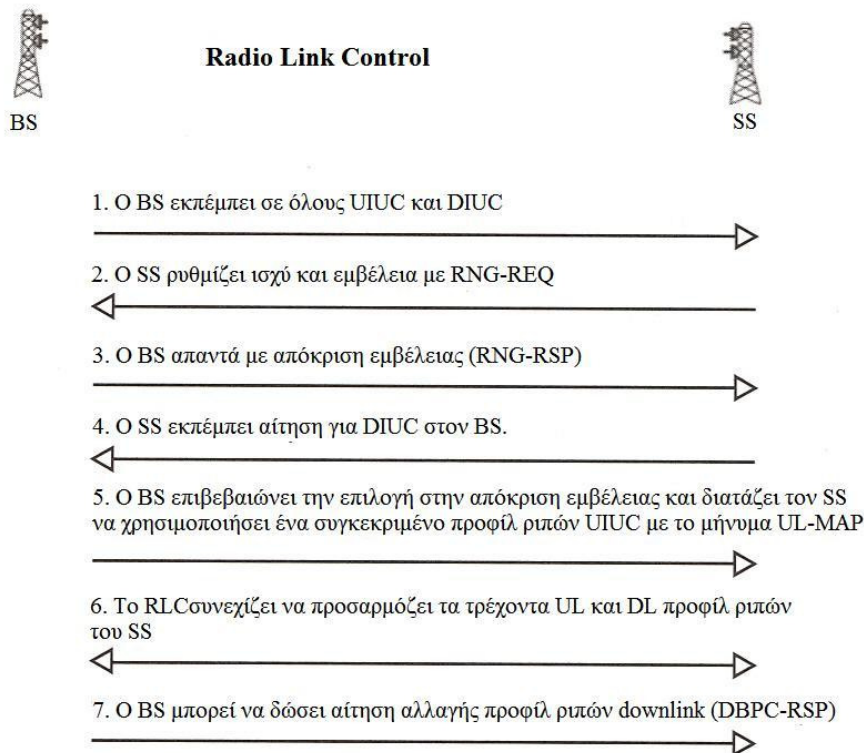 Radio Link Control
BS
SS
1. Ο BS εκπέμπει σε όλους UIUC και DIUC
2. Ο SS ρυθμίζει ισχύ και εμβέλεια με RNG-REQ
3. Ο BS απαντά με απόκριση εμβέλειας (RNG-RSP)
4. Ο SS εκπέμπει αίτηση για DIUC στον BS.
5. Ο BS επιβεβαιώνει την επιλογή στην απόκριση εμβέλειας και διατάζει τον SS
να χρησιμοποιήσει ένα συγκεκριμένο προφίλ ριπών UIUC με το μήνυμα UL-MAP
6. Το RLCσυνεχίζει να προσαρμόζει τα τρέχοντα UL και DL προφίλ ριπών
του SS
7. Ο BS μπορεί να δώσει αίτηση αλλαγής προφίλ ριπών downlink (DBPC-RSP)